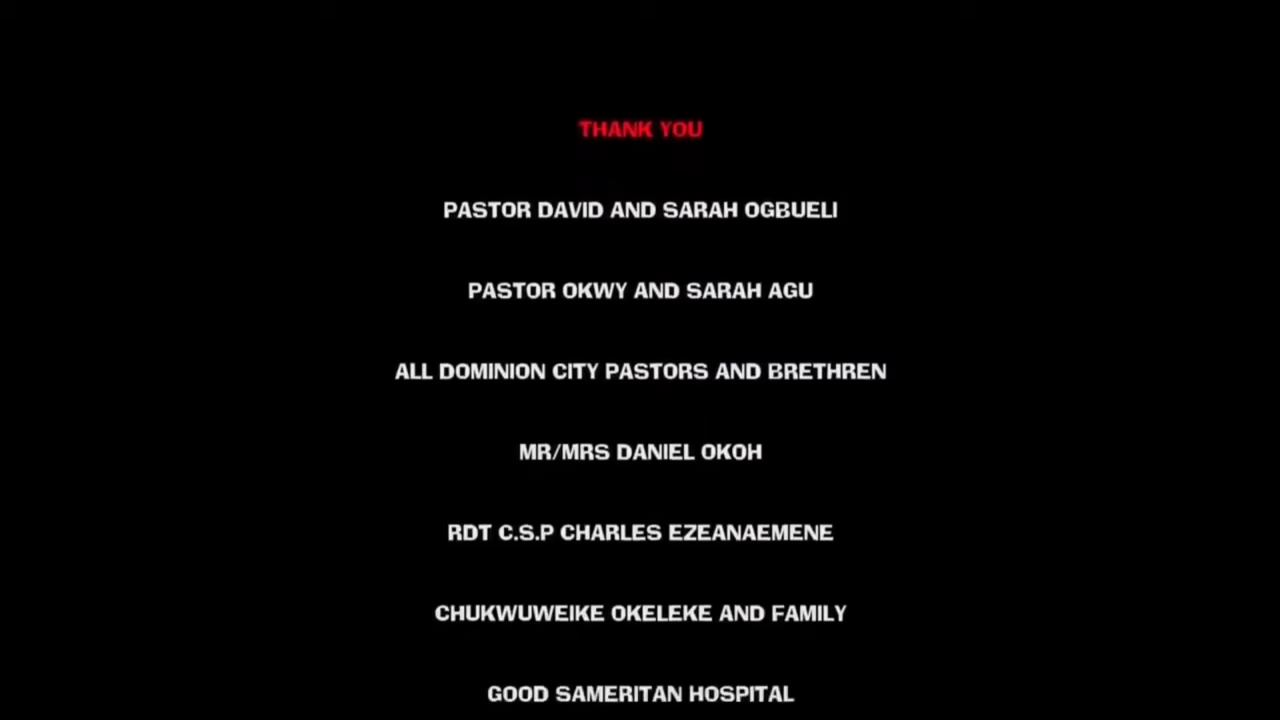 THANK YOU
PASTOR DAVID AND SARAH OGBUELI
PASTOR OKWY AND SARAH AGU
ALL DOMINION CITY PASTORS AND BRETHREN
MR/MRS DANIEL OKOH
RDT C.S.P CHARLES EZEANAEMENE
CHUKWUWEIKE OKELEKE AND FAMILY
GOOD SAMERITAN HOSPITAL